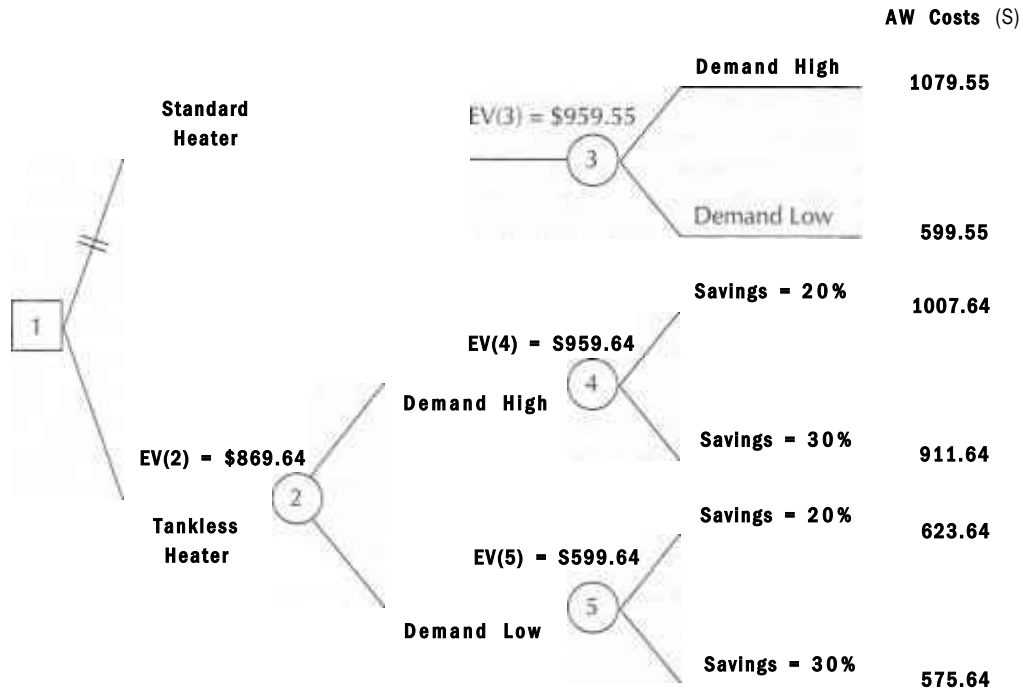 AW Costs (S)
Demand High
1079.55
Standard
Heater
EV(3) = $959.55
3
Demand Low
599.55
Savings = 20%
1007.64
1
EV(4) = S959.64
4
Demand High
Savings = 30%
911.64
EV(2) = $869.64
2
Tankless
Heater
Savings = 20%
623.64
EV(5) = S599.64
5
Demand Low
Savings = 30%
575.64